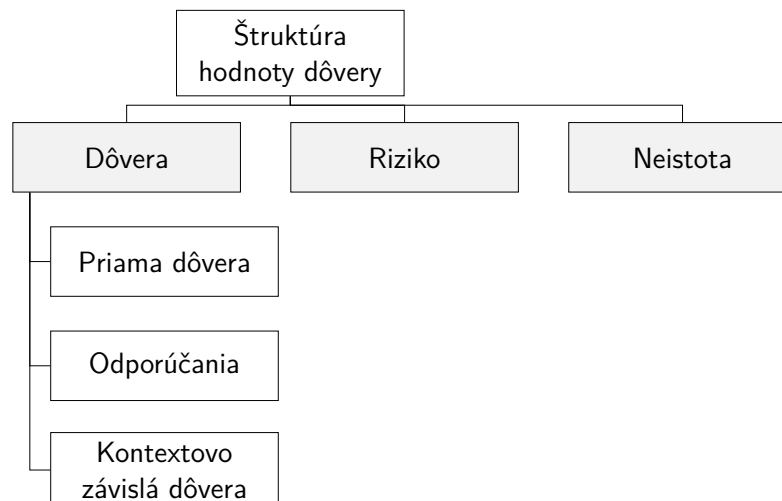 Štruktúra
hodnoty dôvery
Dôvera
Riziko
Neistota
Priama dôvera
Odporúčania
Kontextovo
závislá dôvera